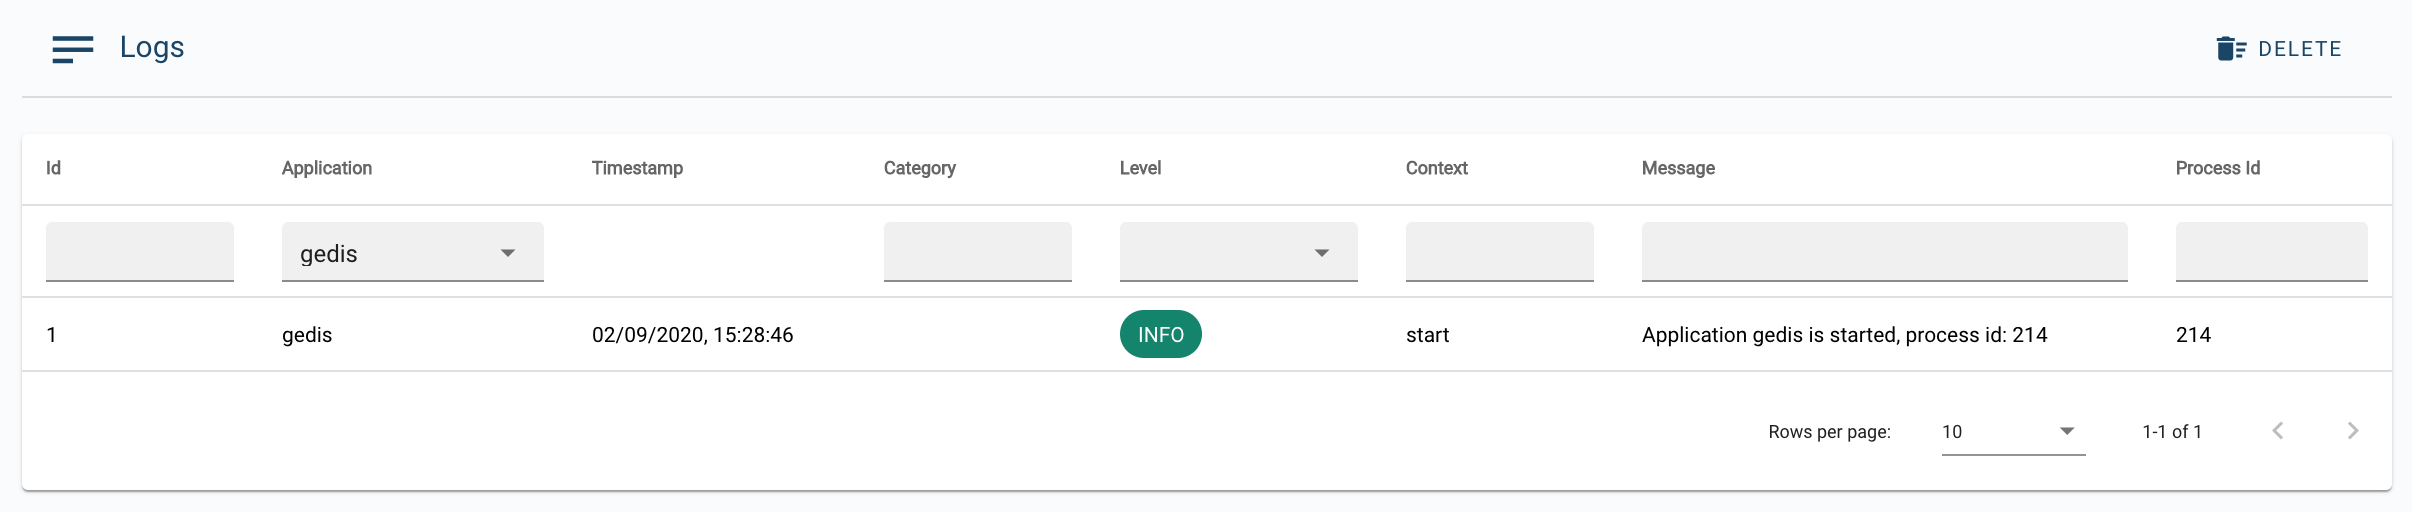 Logs DELETE
Id Application Timestamp Category Level Context Message Process Id
gedis
1 gedis 02/09/2020, 15:28:46 INFO start Application gedis is started, process id: 214 214
Rows per page: 10 1-1 of 1